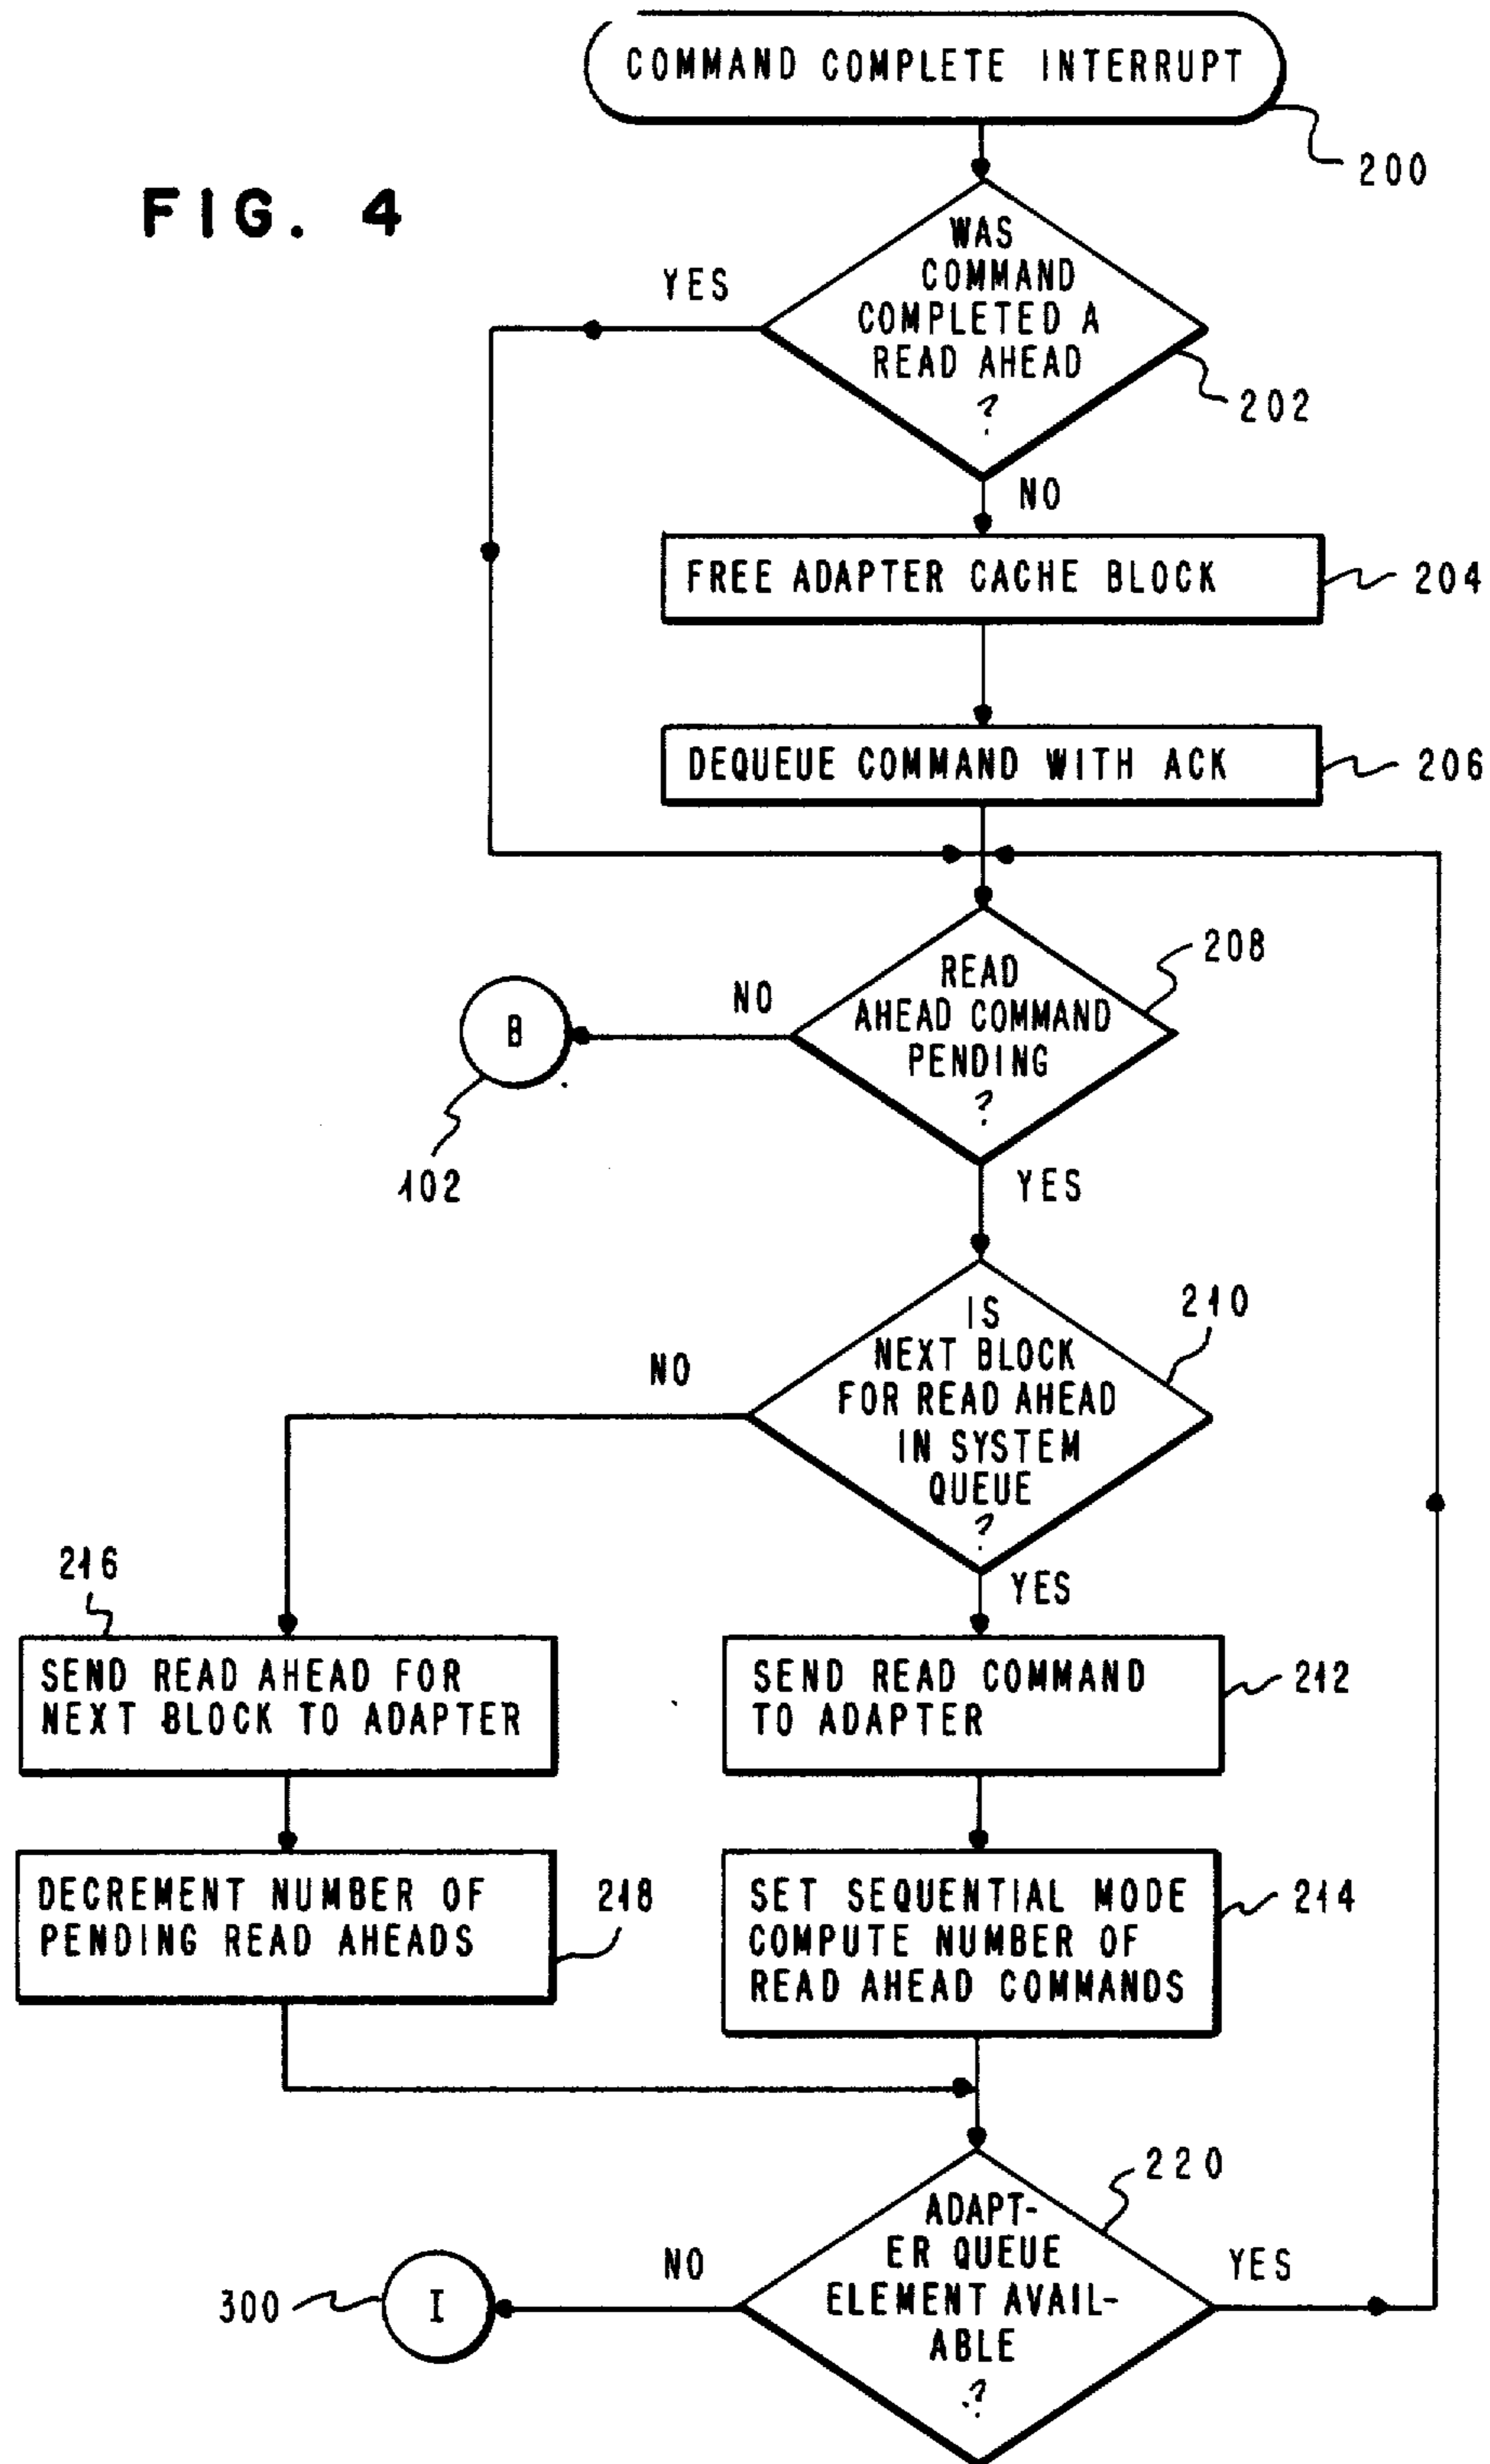 COMMAND COMPLETE INTERRUPT
200
FIG. 4
WAS
COMMAND
COMPLETED A
READ AHEAD
?
YES
202
NO
FREE ADAPTER CACHE BLOCK
204
DEQUEUE COMMAND WITH ACK
206
READ
AHEAD COMMAND
PENDING
?
208
NO
B
102
YES
IS
NEXT BLOCK
FOR READ AHEAD
IN SYSTEM
QUEUE
?
210
NO
YES
216
SEND READ AHEAD FOR
NEXT BLOCK TO ADAPTER
SEND READ COMMAND
TO ADAPTER
212
DECREMENT NUMBER OF
PENDING READ AHEADS
218
SET SEQUENTIAL MODE
COMPUTE NUMBER OF
READ AHEAD COMMANDS
214
ADAPT-
ER QUEUE
ELEMENT AVAIL-
ABLE
?
220
NO
YES
300
I